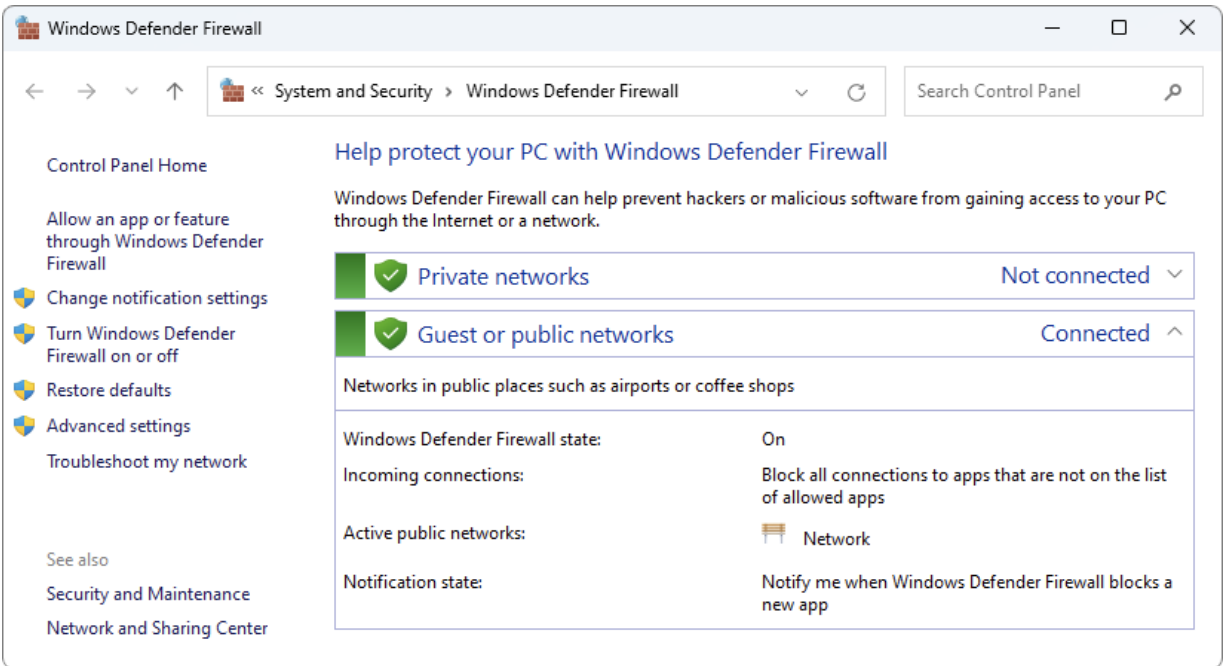 Windows Defender Firewall
« System and Security › Windows Defender Firewall
Search Control Panel
Control Panel Home
Allow an app or feature
through Windows Defender
Firewall
Change notification settings
Turn Windows Defender
Firewall on or off
Restore defaults
Advanced settings
Troubleshoot my network
See also
Security and Maintenance
Network and Sharing Center
Help protect your PC with Windows Defender Firewall
Windows Defender Firewall can help prevent hackers or malicious software from gaining access to your PC
through the Internet or a network.
Private networks Not connected
Guest or public networks Connected
Networks in public places such as airports or coffee shops
Windows Defender Firewall state: On
Incoming connections: Block all connections to apps that are not on the list
of allowed apps
Active public networks: Network
Notification state: Notify me when Windows Defender Firewall blocks a
new app